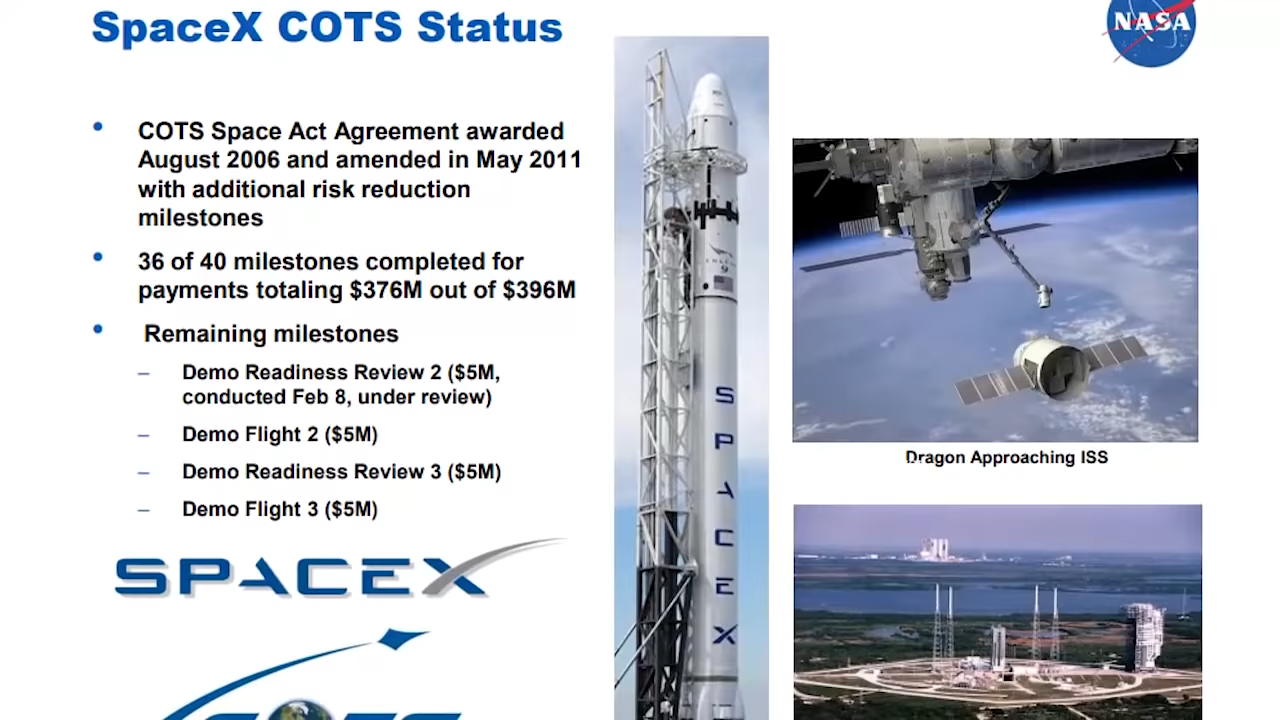 SpaceX COTS Status
NASA
• COTS Space Act Agreement awarded
August 2006 and amended in May 2011
with additional risk reduction
milestones
• 36 of 40 milestones completed for
payments totaling $376M out of $396M
• Remaining milestones
– Demo Readiness Review 2 ($5M,
conducted Feb 8, under review)
– Demo Flight 2 ($5M)
– Demo Readiness Review 3 ($5M)
– Demo Flight 3 ($5M)
SPACEX
COTS
9
SPACEX
Dragon Approaching ISS